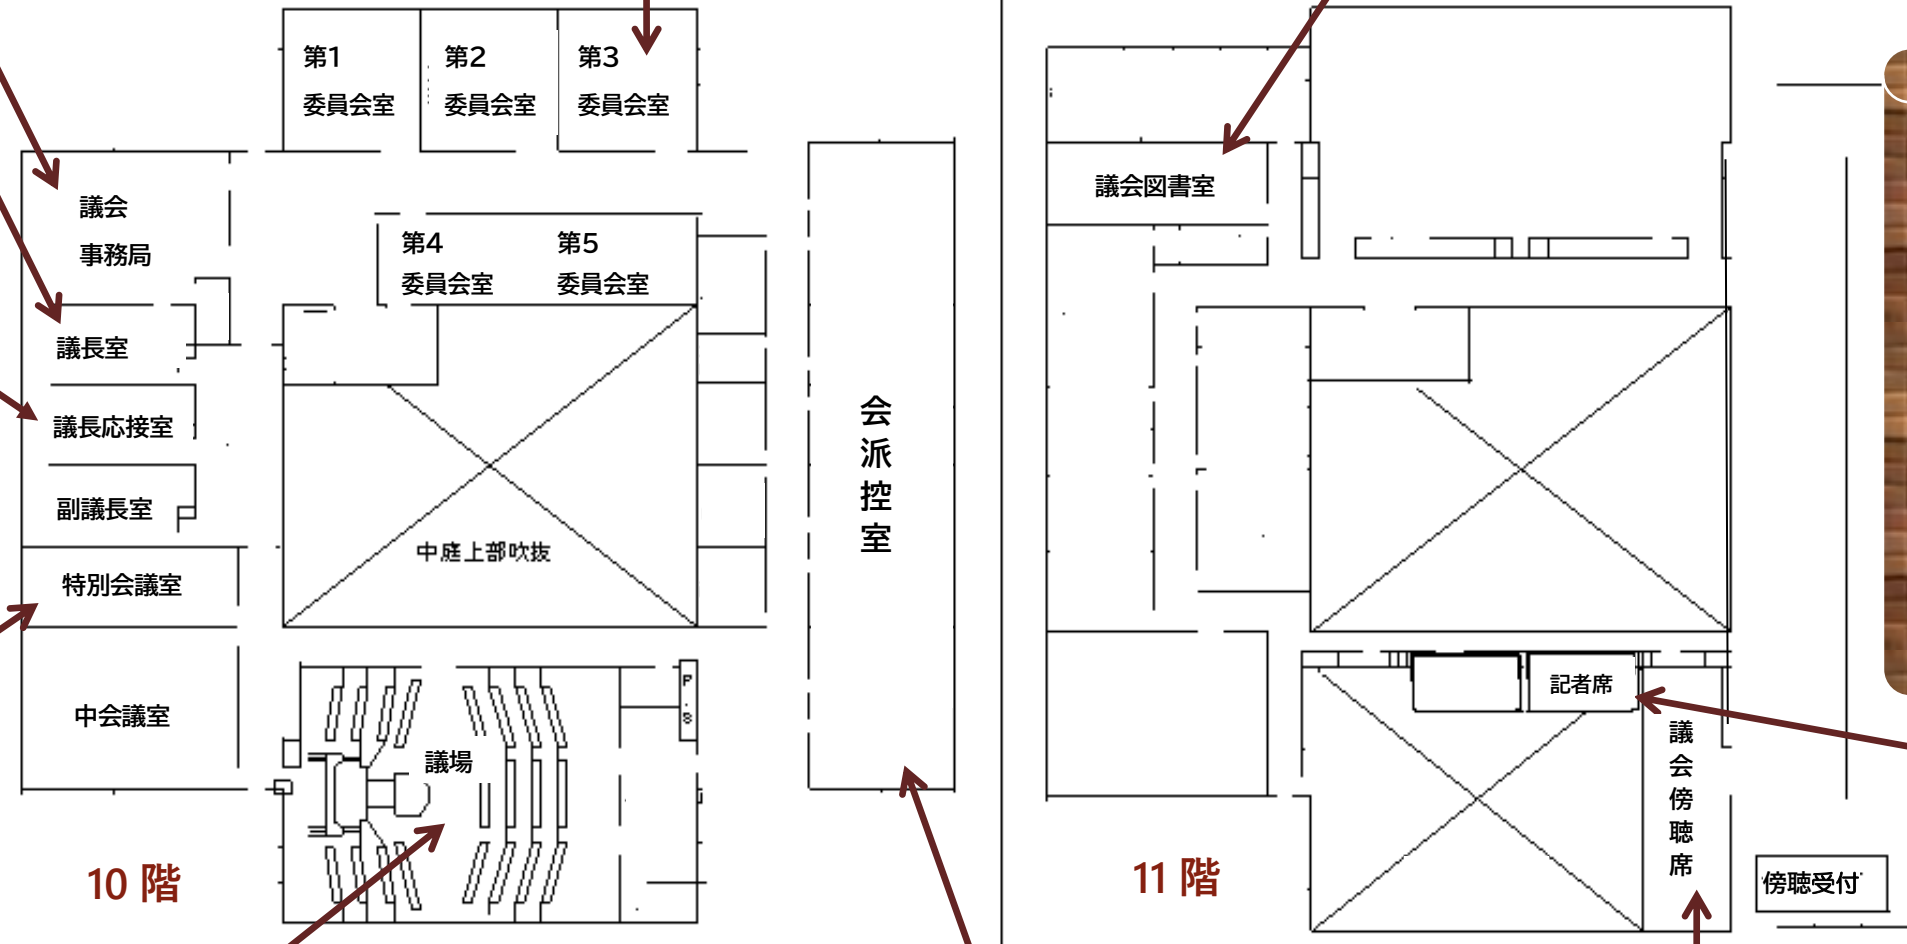 第1
委員会室
第2
委員会室
第3
委員会室
議会
事務局
第4
委員会室
第5
委員会室
議長室
議長応接室
副議長室
特別会議室
中会議室
中庭上部吹抜
会派控室
議場
P
S
10 階
議会図書室
記者席
議会傍聴席
傍聴受付
11 階